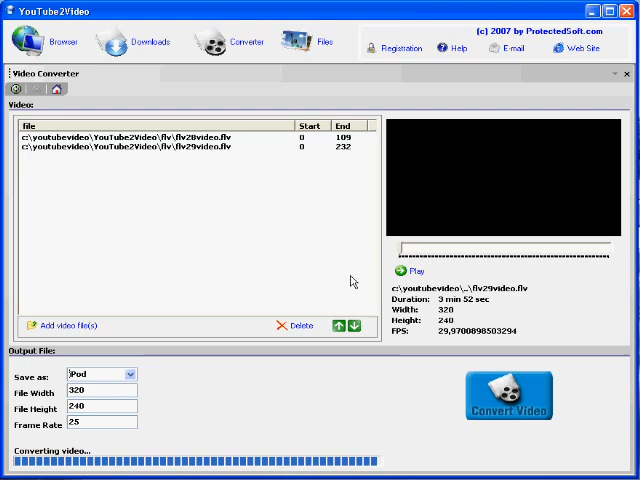 YouTube2Video
Browser
Downloads
Converter
Files
(c) 2007 by ProtectedSoft.com
Registration
Help
E-mail
Web Site
Video Converter
Video:
file Start End
c:\youtubevideo\YouTube2Video\flv\flv28video.flv 0 109
c:\youtubevideo\YouTube2Video\flv\flv29video.flv 0 232
Play
c:\youtubevideo\...\flv29video.flv
Duration: 3 min 52 sec
Width: 320
Height: 240
FPS: 29,9700898503294
Add video file(s)
Delete
Output File:
Save as: iPod
File Width 320
File Height 240
Frame Rate 25
Convert Video
Converting video...